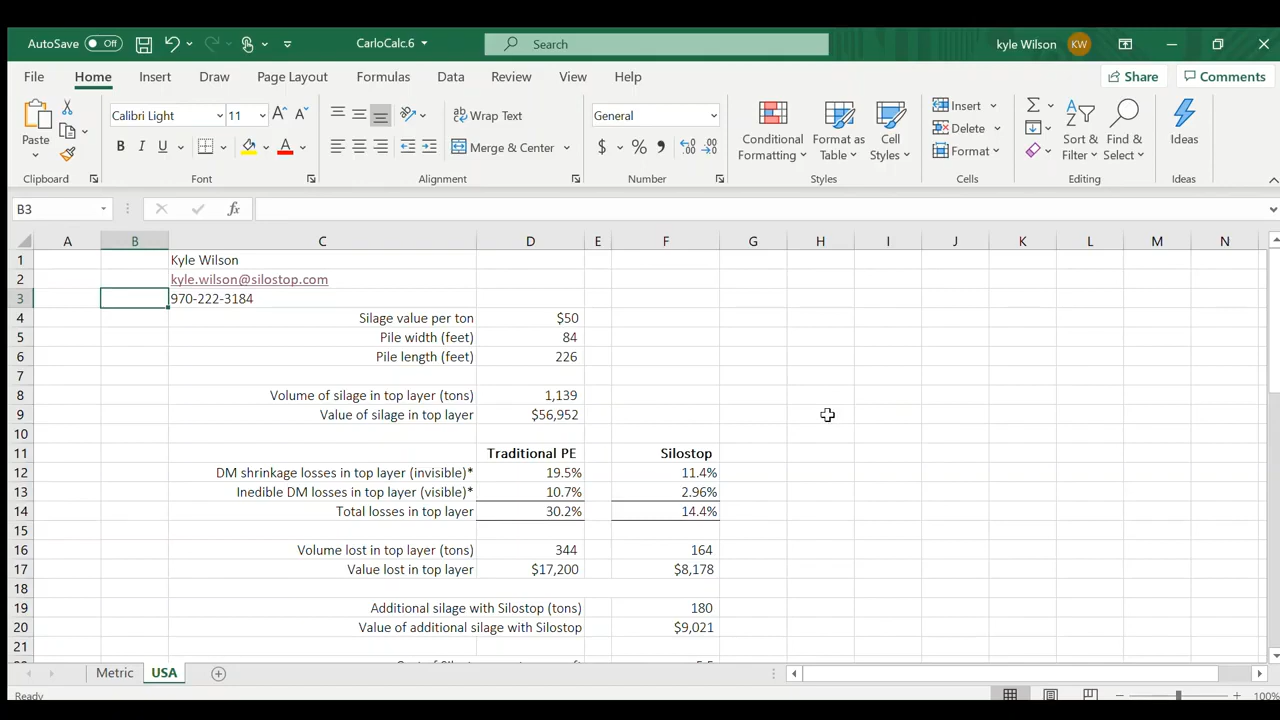 AutoSave Off CarloCalc.6 Search kyle Wilson KW
File Home Insert Draw Page Layout Formulas Data Review View Help Share Comments
Paste Calibri Light 11 Wrap Text General Conditional Formatting Format as Table Cell Styles Insert Sort & Filter Find & Select Ideas
B I U A Merge & Center $ % Delete
Format
Clipboard Font Alignment Number Styles Cells Editing Ideas
B3 fx
A B C D E F G H I J K L M N
1 Kyle Wilson
2 kyle.wilson@silostop.com
3 970-222-3184
4 Silage value per ton $50
5 Pile width (feet) 84
6 Pile length (feet) 226
7
8 Volume of silage in top layer (tons) 1,139
9 Value of silage in top layer $56,952
10
11 Traditional PE Silostop
12 DM shrinkage losses in top layer (invisible)* 19.5% 11.4%
13 Inedible DM losses in top layer (visible)* 10.7% 2.96%
14 Total losses in top layer 30.2% 14.4%
15
16 Volume lost in top layer (tons) 344 164
17 Value lost in top layer $17,200 $8,178
18
19 Additional silage with Silostop (tons) 180
20 Value of additional silage with Silostop $9,021
21
Metric USA
Ready 100%